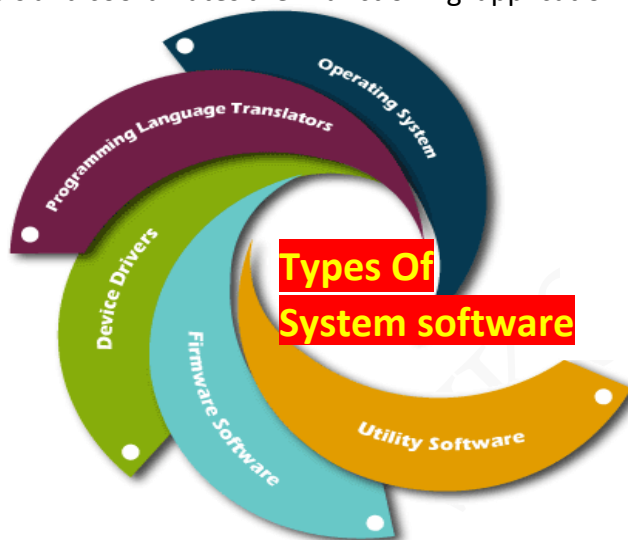 Operating System
Programming Language Translators
Device Drivers
Types Of
System software
Firmware Software
Utility Software